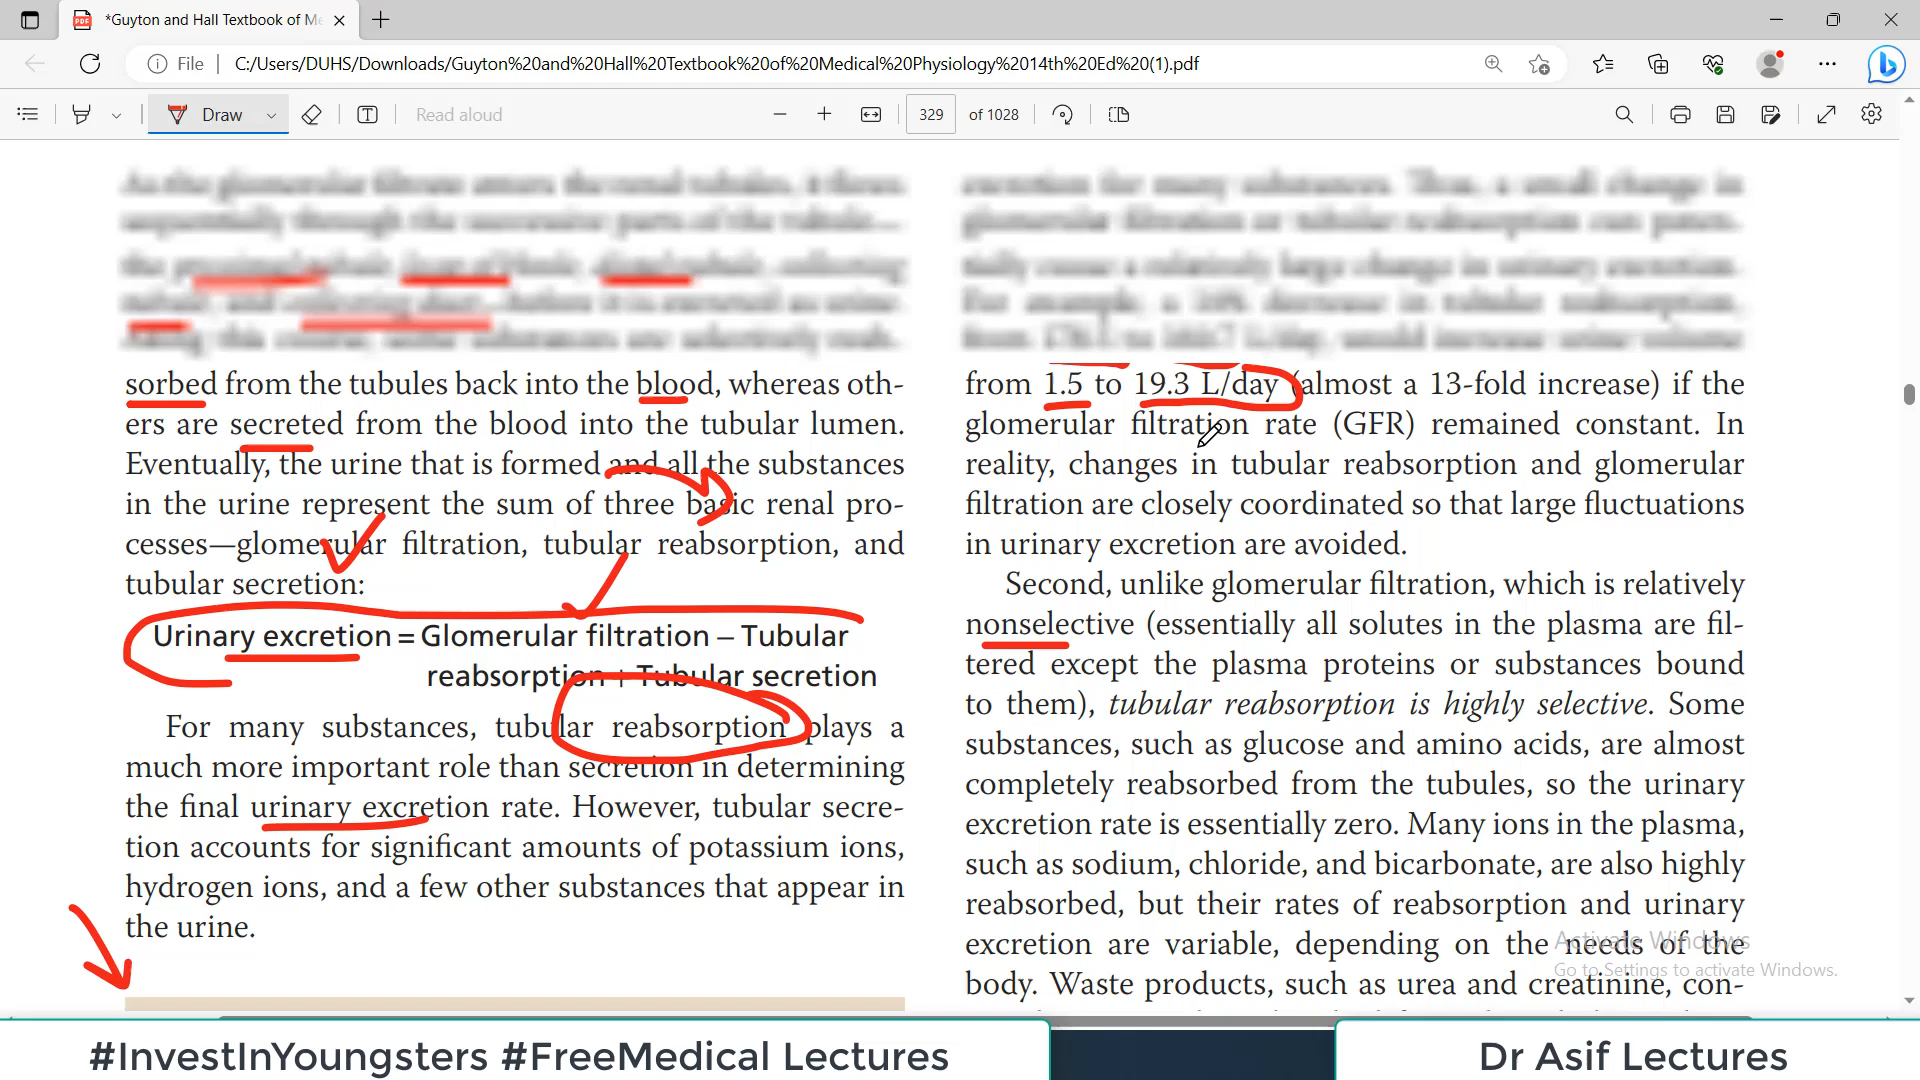 *Guyton and Hall Textbook of Me
File
C:/Users/DUHS/Downloads/Guyton%20and%20Hall%20Textbook%20of%20Medical%20Physiology%2014th%20Ed%20(1).pdf
Draw
Read aloud
329 of 1028
sorbed from the tubules back into the blood, whereas oth-
ers are secreted from the blood into the tubular lumen.
Eventually, the urine that is formed and all the substances
in the urine represent the sum of three basic renal pro-
cesses—glomerular filtration, tubular reabsorption, and
tubular secretion:
Urinary excretion = Glomerular filtration – Tubular
reabsorption + Tubular secretion
For many substances, tubular reabsorption plays a
much more important role than secretion in determining
the final urinary excretion rate. However, tubular secre-
tion accounts for significant amounts of potassium ions,
hydrogen ions, and a few other substances that appear in
the urine.
from 1.5 to 19.3 L/day (almost a 13-fold increase) if the
glomerular filtration rate (GFR) remained constant. In
reality, changes in tubular reabsorption and glomerular
filtration are closely coordinated so that large fluctuations
in urinary excretion are avoided.
Second, unlike glomerular filtration, which is relatively
nonselective (essentially all solutes in the plasma are fil-
tered except the plasma proteins or substances bound
to them), tubular reabsorption is highly selective. Some
substances, such as glucose and amino acids, are almost
completely reabsorbed from the tubules, so the urinary
excretion rate is essentially zero. Many ions in the plasma,
such as sodium, chloride, and bicarbonate, are also highly
reabsorbed, but their rates of reabsorption and urinary
excretion are variable, depending on the needs of the
body. Waste products, such as urea and creatinine, con-
Activate Windows
Go to Settings to activate Windows.
#InvestInYoungsters #FreeMedical Lectures
Dr Asif Lectures